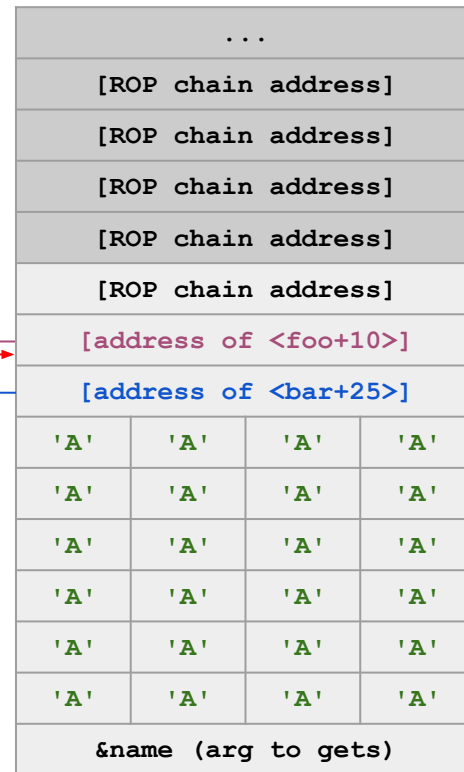 ...
[ROP chain address]
[ROP chain address]
[ROP chain address]
[ROP chain address]
[ROP chain address]
[address of <foo+10>]
[address of <bar+25>]
'A' 'A' 'A' 'A'
'A' 'A' 'A' 'A'
'A' 'A' 'A' 'A'
'A' 'A' 'A' 'A'
'A' 'A' 'A' 'A'
'A' 'A' 'A' 'A'
&name (arg to gets)